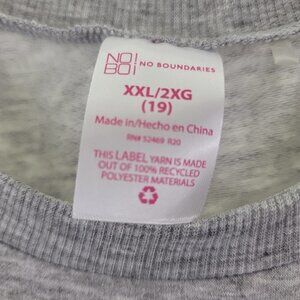 NO
BO
NO BOUNDARIES
XXL/2XG
(19)
Made in/Hecho en China
RN# 52469 R20
THIS LABEL YARN IS MADE
OUT OF 100% RECYCLED
POLYESTER MATERIALS